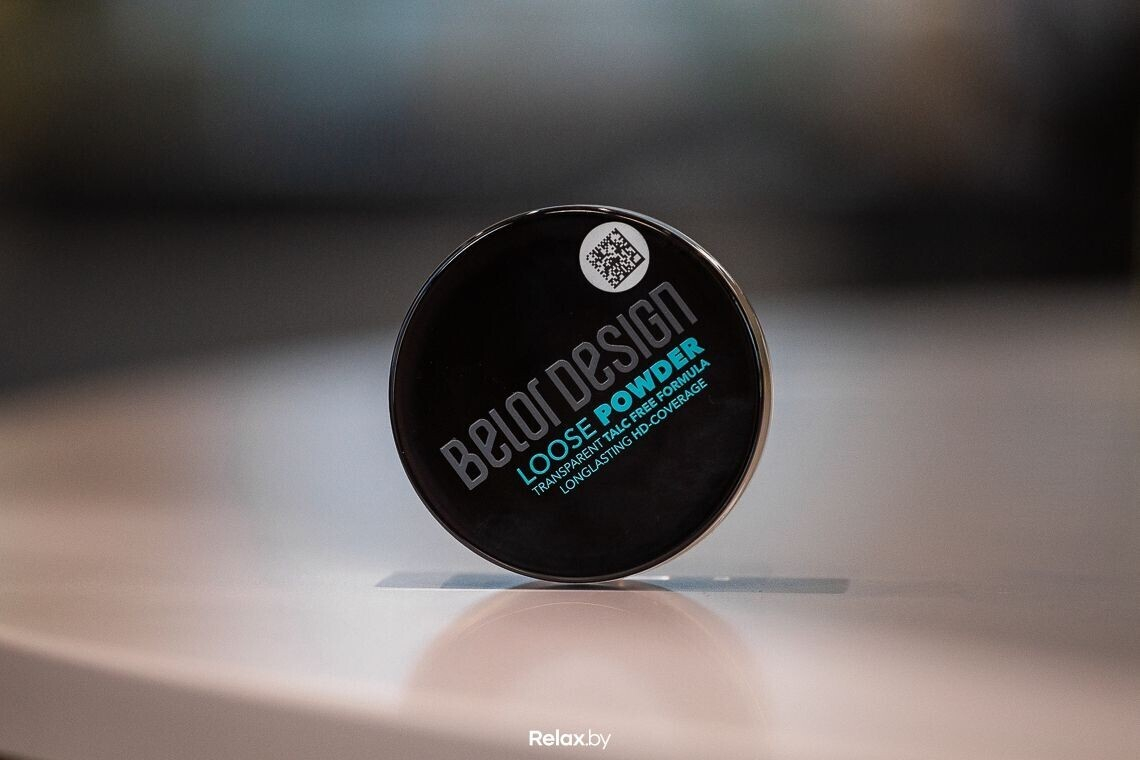 BELOR DESIGN
LOOSE POWDER
TRANSPARENT TALC FREE FORMULA
LONGLASTING HD-COVERAGE
Relax.by